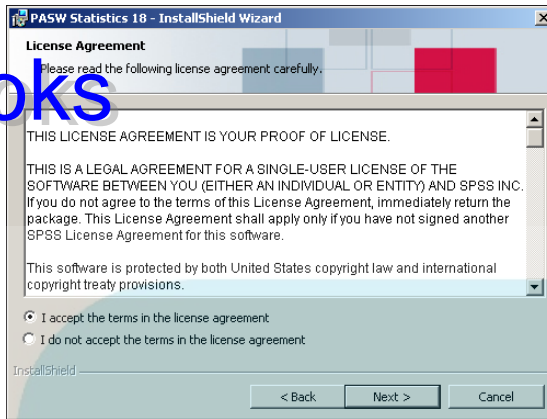 PASW Statistics 18 - InstallShield Wizard
License Agreement
Please read the following license agreement carefully.
oks
THIS LICENSE AGREEMENT IS YOUR PROOF OF LICENSE.
THIS IS A LEGAL AGREEMENT FOR A SINGLE-USER LICENSE OF THE
SOFTWARE BETWEEN YOU (EITHER AN INDIVIDUAL OR ENTITY) AND SPSS INC.
If you do not agree to the terms of this License Agreement, immediately return the
package. This License Agreement shall apply only if you have not signed another
SPSS License Agreement for this software.
This software is protected by both United States copyright law and international
copyright treaty provisions.
I accept the terms in the license agreement
I do not accept the terms in the license agreement
InstallShield
< Back Next > Cancel